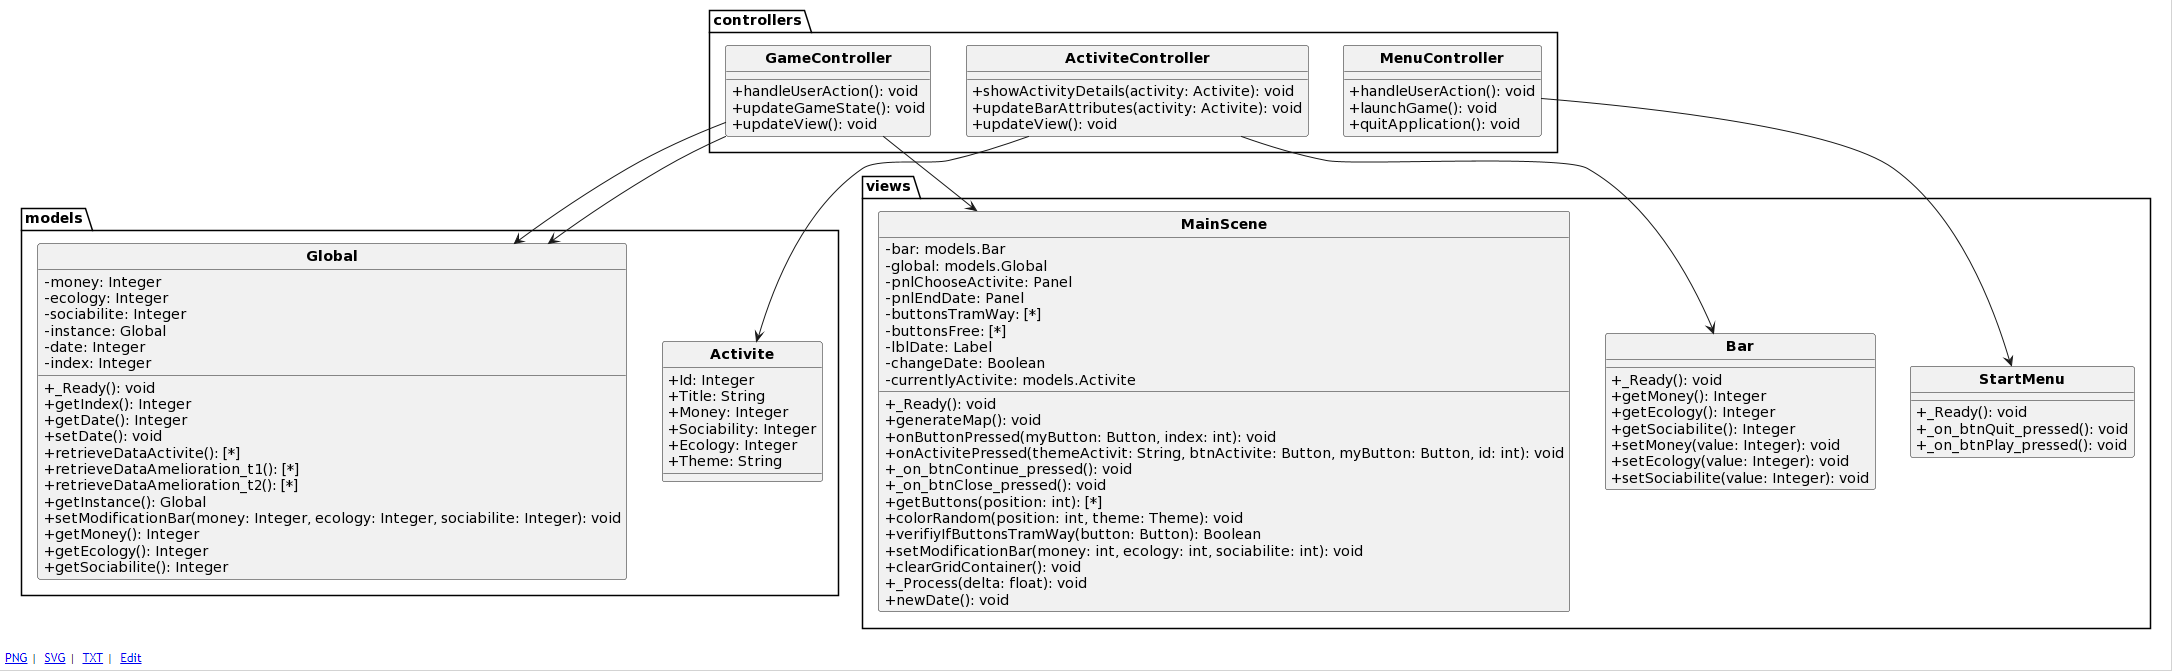 controllers
GameController
+handleUserAction(): void
+updateGameState(): void
+updateView(): void
ActiviteController
+showActivityDetails(activity: Activite): void
+updateBarAttributes(activity: Activite): void
+updateView(): void
MenuController
+handleUserAction(): void
+launchGame(): void
+quitApplication(): void
models
Global
-money: Integer
-ecology: Integer
-sociabilite: Integer
-instance: Global
-date: Integer
-index: Integer
+_Ready(): void
+getIndex(): Integer
+getDate(): Integer
+setDate(): void
+retrieveDataActivite(): [*]
+retrieveDataAmelioration_t1(): [*]
+retrieveDataAmelioration_t2(): [*]
+getInstance(): Global
+setModificationBar(money: Integer, ecology: Integer, sociabilite: Integer): void
+getMoney(): Integer
+getEcology(): Integer
+getSociabilite(): Integer
Activite
+Id: Integer
+Title: String
+Money: Integer
+Sociability: Integer
+Ecology: Integer
+Theme: String
views
MainScene
-bar: models.Bar
-global: models.Global
-pnlChooseActivite: Panel
-pnlEndDate: Panel
-buttonsTramWay: [*]
-buttonsFree: [*]
-lblDate: Label
-changeDate: Boolean
-currentlyActivite: models.Activite
+_Ready(): void
+generateMap(): void
+onButtonPressed(myButton: Button, index: int): void
+onActivitePressed(themeActivit: String, btnActivite: Button, myButton: Button, id: int): void
+_on_btnContinue_pressed(): void
+_on_btnClose_pressed(): void
+getButtons(position: int): [*]
+colorRandom(position: int, theme: Theme): void
+verifiyIfButtonsTramWay(button: Button): Boolean
+setModificationBar(money: int, ecology: int, sociabilite: int): void
+clearGridContainer(): void
+_Process(delta: float): void
+newDate(): void
Bar
+_Ready(): void
+getMoney(): Integer
+getEcology(): Integer
+getSociabilite(): Integer
+setMoney(value: Integer): void
+setEcology(value: Integer): void
+setSociabilite(value: Integer): void
StartMenu
+_Ready(): void
+_on_btnQuit_pressed(): void
+_on_btnPlay_pressed(): void
PNG | SVG | TXT | Edit